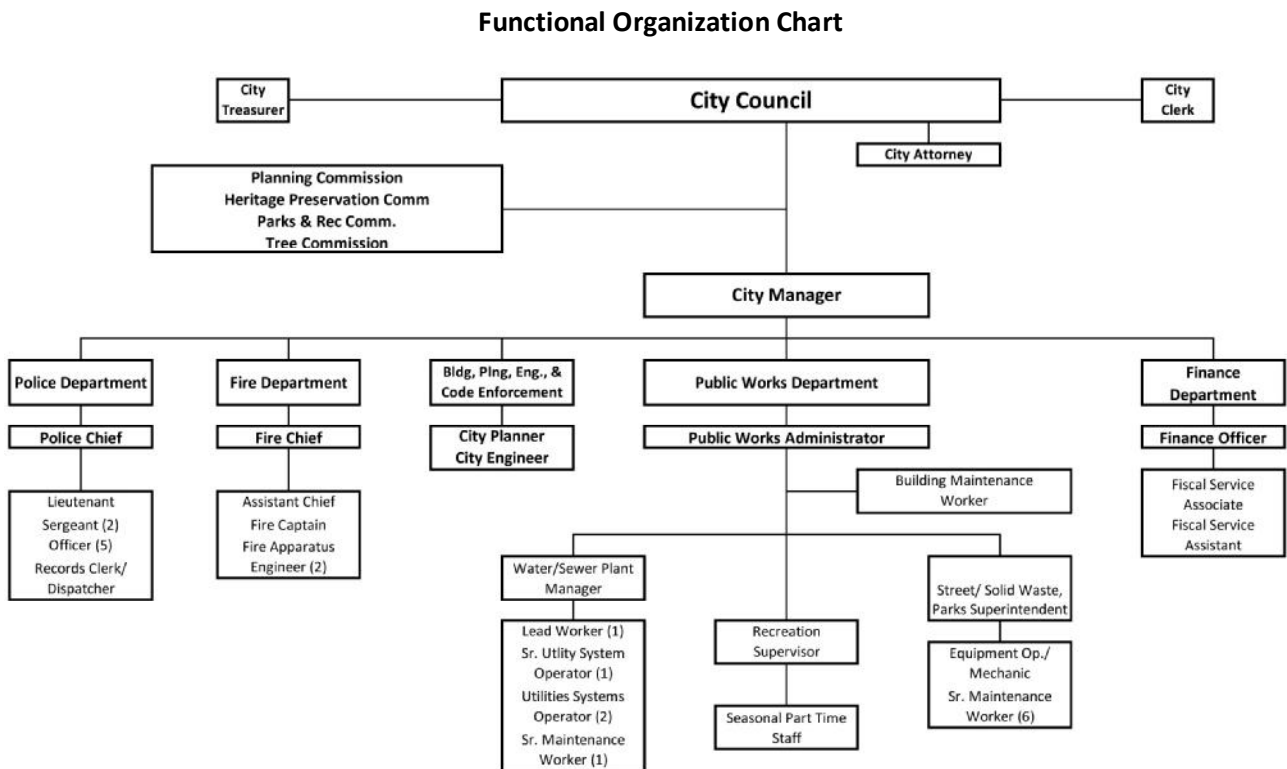 Functional Organization Chart
City
Treasurer
City Council
City
Clerk
City Attorney
Planning Commission
Heritage Preservation Comm
Parks & Rec Comm.
Tree Commission
City Manager
Police Department
Fire Department
Bldg, Plng, Eng., &
Code Enforcement
Public Works Department
Finance
Department
Police Chief
Fire Chief
City Planner
City Engineer
Public Works Administrator
Finance Officer
Lieutenant
Sergeant (2)
Officer (5)
Records Clerk/
Dispatcher
Assistant Chief
Fire Captain
Fire Apparatus
Engineer (2)
Building Maintenance
Worker
Fiscal Service
Associate
Fiscal Service
Assistant
Water/Sewer Plant
Manager
Street/ Solid Waste,
Parks Superintendent
Lead Worker (1)
Sr. Utlity System
Operator (1)
Utilities Systems
Operator (2)
Sr. Maintenance
Worker (1)
Recreation
Supervisor
Seasonal Part Time
Staff
Equipment Op./
Mechanic
Sr. Maintenance
Worker (6)